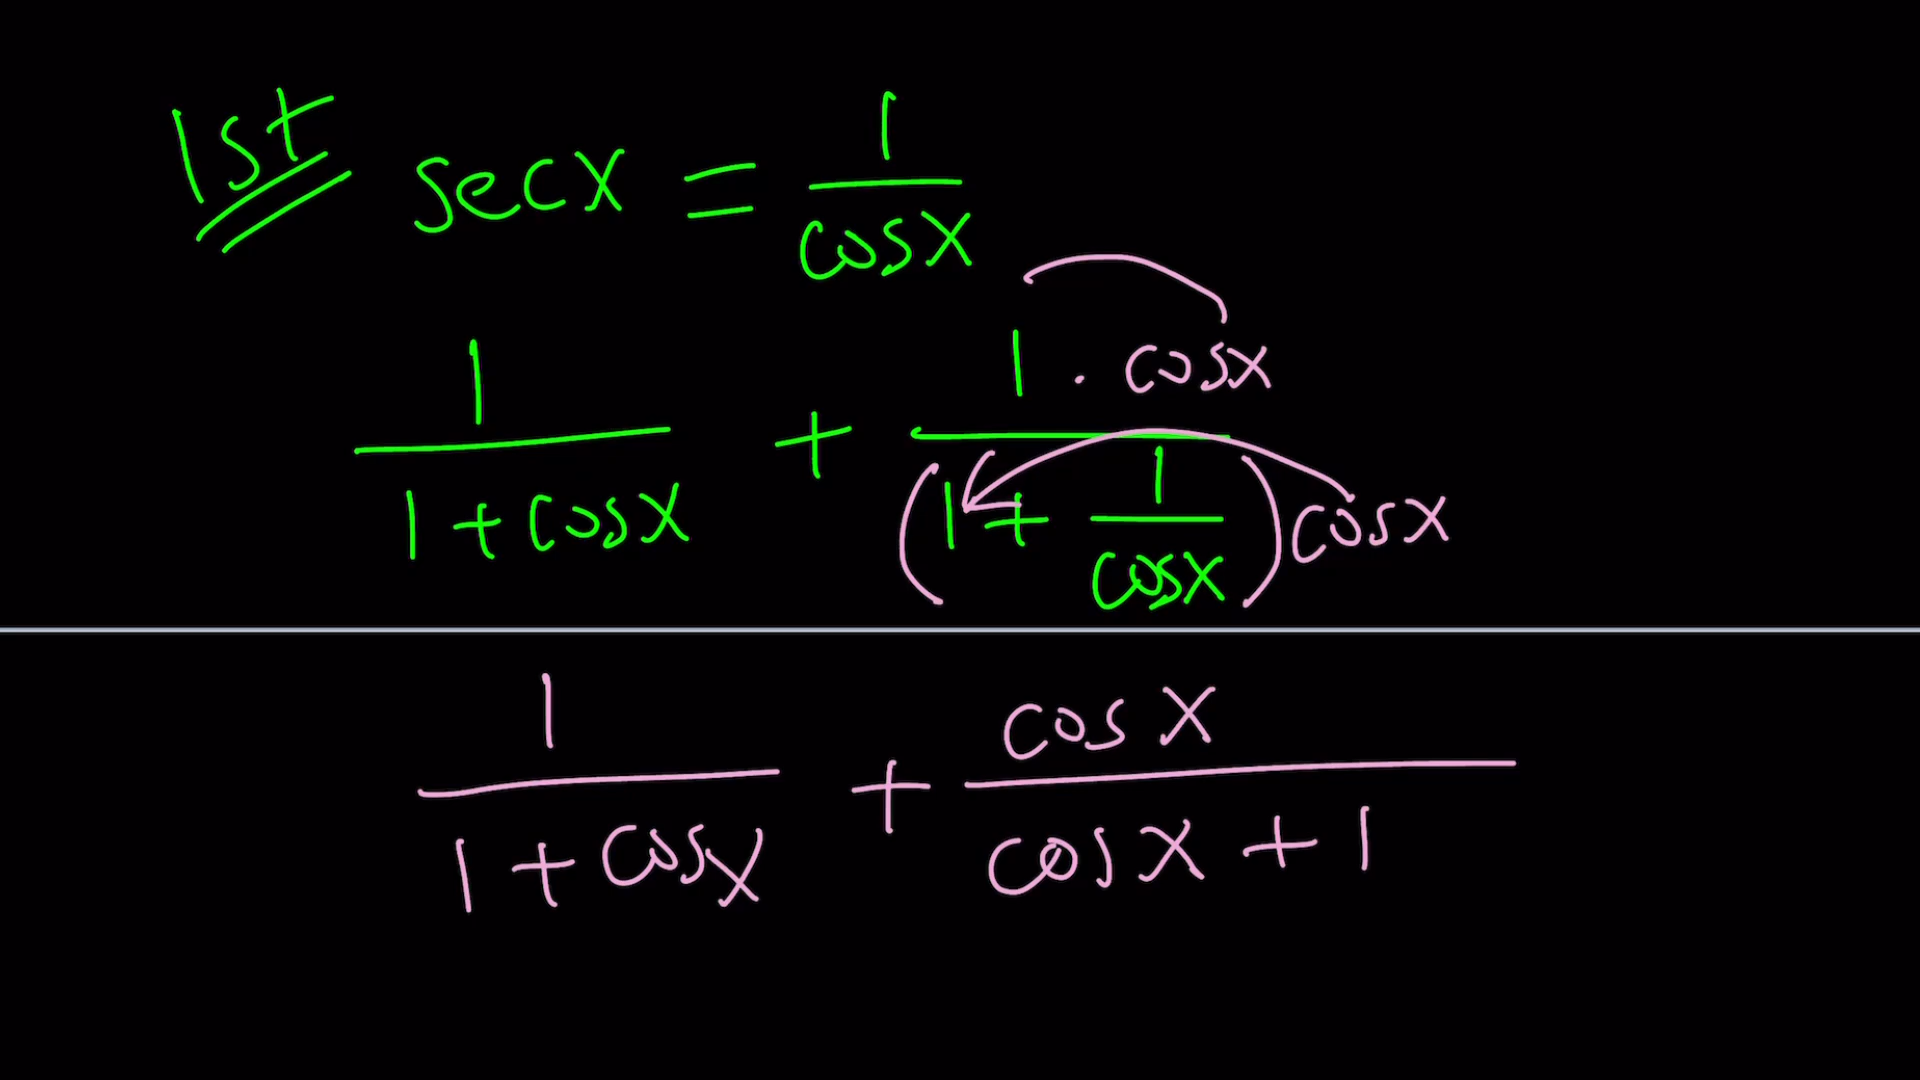 1st sec x = 1/cos x
1/(1 + cos x) + (1 · cos x)/((1 + 1/cos x) cos x)
1/(1 + cos x) + cos x/(cos x + 1)